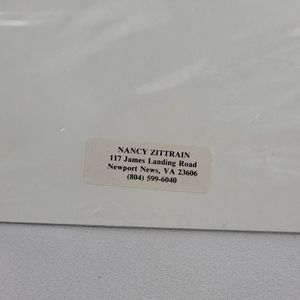 NANCY ZITTRAIN
117 James Landing Road
Newport News, VA 23606
(804) 599-6040